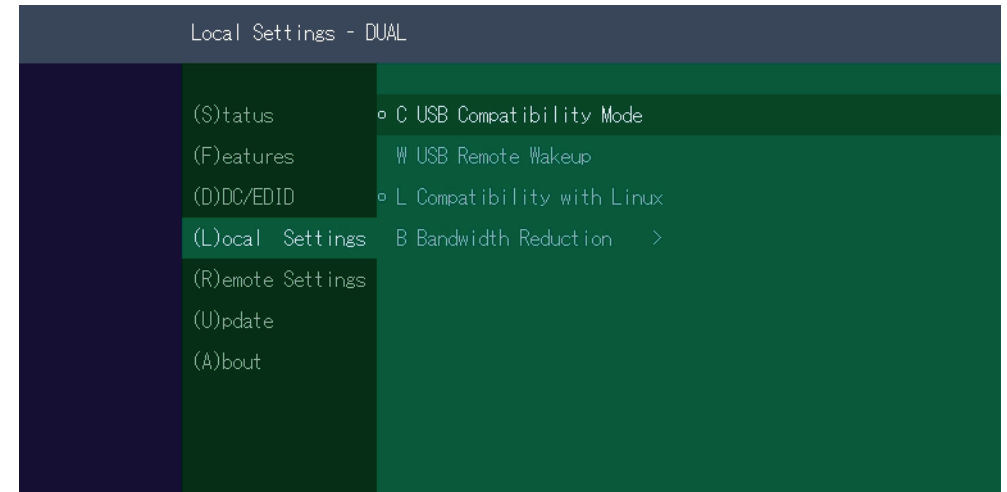 Local Settings - DUAL
(S)tatus
(F)eatures
(D)DC/EDID
(L)ocal Settings
(R)emote Settings
(U)pdate
(A)bout
C USB Compatibility Mode
W USB Remote Wakeup
L Compatibility with Linux
B Bandwidth Reduction >